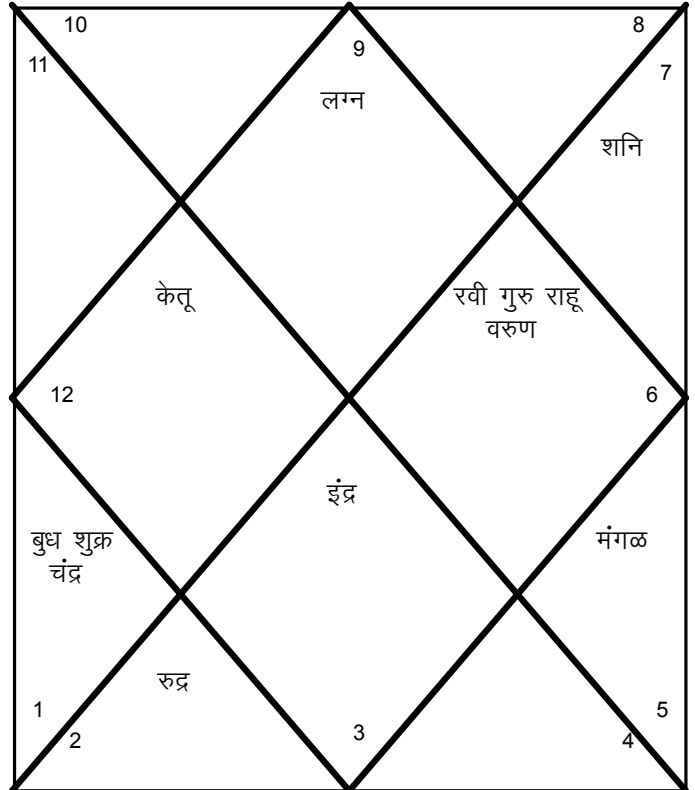 10
9
8
11
7
लग्न
शनि
केतू
रवी गुरु राहू
वरुण
12
6
इंद्र
बुध शुक्र
चंद्र
मंगळ
रुद्र
1
5
2
3
4